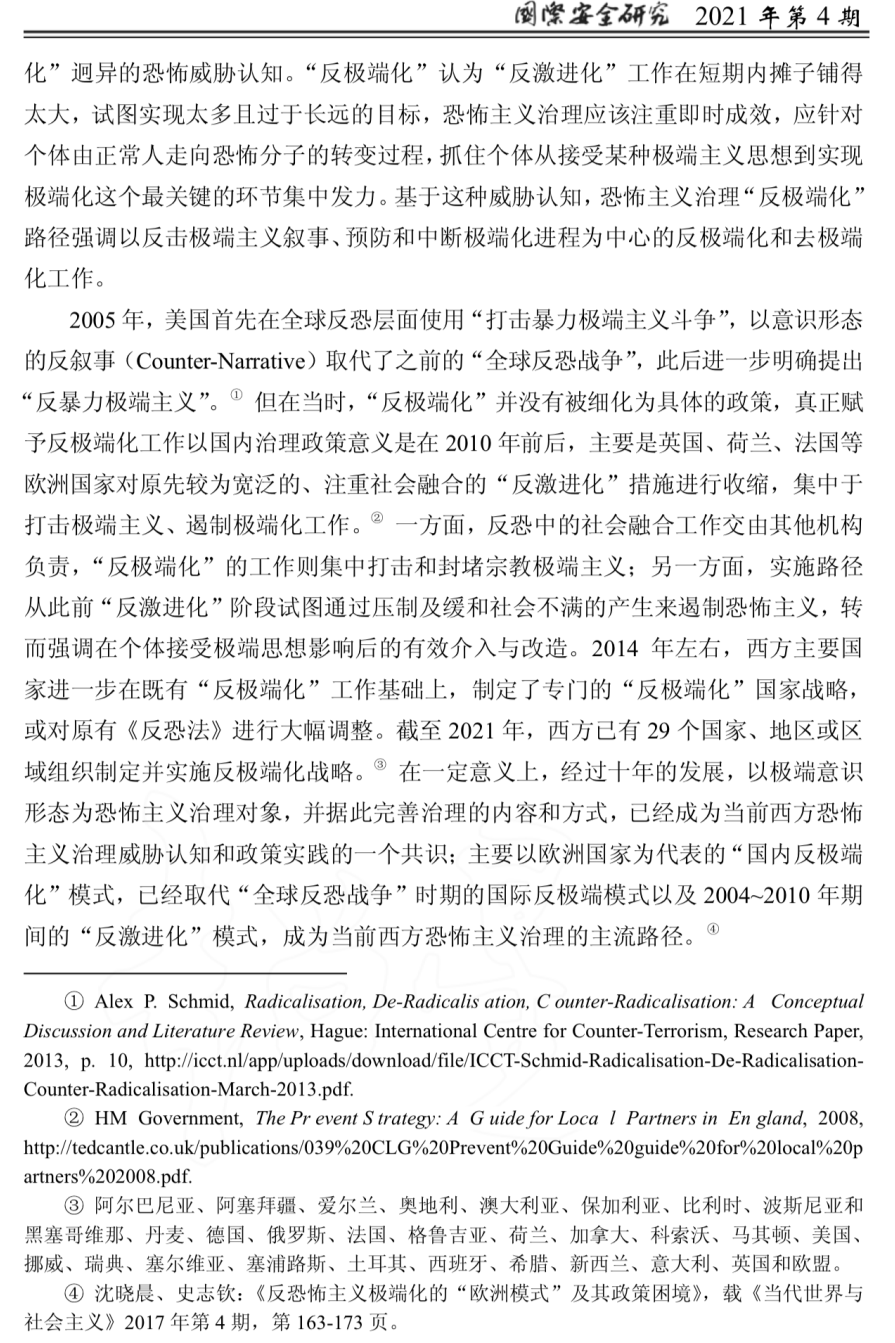 國際安全研究 2021 年第 4 期
化”迥异的恐怖威胁认知。“反极端化”认为“反激进化”工作在短期内摊子铺得
太大，试图实现太多且过于长远的目标，恐怖主义治理应该注重即时成效，应针对
个体由正常人走向恐怖分子的转变过程，抓住个体从接受某种极端主义思想到实现
极端化这个最关键的环节集中发力。基于这种威胁认知，恐怖主义治理“反极端化”
路径强调以反击极端主义叙事、预防和中断极端化进程为中心的反极端化和去极端
化工作。
2005 年，美国首先在全球反恐层面使用“打击暴力极端主义斗争”，以意识形态
的反叙事（Counter-Narrative）取代了之前的“全球反恐战争”，此后进一步明确提出
“反暴力极端主义”。① 但在当时，“反极端化”并没有被细化为具体的政策，真正赋
予反极端化工作以国内治理政策意义是在 2010 年前后，主要是英国、荷兰、法国等
欧洲国家对原先较为宽泛的、注重社会融合的“反激进化”措施进行收缩，集中于
打击极端主义、遏制极端化工作。② 一方面，反恐中的社会融合工作交由其他机构
负责，“反极端化”的工作则集中打击和封堵宗教极端主义；另一方面，实施路径
从此前“反激进化”阶段试图通过压制及缓和社会不满的产生来遏制恐怖主义，转
而强调在个体接受极端思想影响后的有效介入与改造。2014 年左右，西方主要国
家进一步在既有“反极端化”工作基础上，制定了专门的“反极端化”国家战略，
或对原有《反恐法》进行大幅调整。截至 2021 年，西方已有 29 个国家、地区或区
域组织制定并实施反极端化战略。③ 在一定意义上，经过十年的发展，以极端意识
形态为恐怖主义治理对象，并据此完善治理的内容和方式，已经成为当前西方恐怖
主义治理威胁认知和政策实践的一个共识；主要以欧洲国家为代表的“国内反极端
化”模式，已经取代“全球反恐战争”时期的国际反极端模式以及 2004~2010 年期
间的“反激进化”模式，成为当前西方恐怖主义治理的主流路径。④
① Alex P. Schmid, Radicalisation, De-Radicalis ation, C ounter-Radicalisation: A Conceptual
Discussion and Literature Review, Hague: International Centre for Counter-Terrorism, Research Paper,
2013, p. 10, http://icct.nl/app/uploads/download/file/ICCT-Schmid-Radicalisation-De-Radicalisation-
Counter-Radicalisation-March-2013.pdf.
② HM Government, The Pr event S trategy: A G uide for Loca l Partners in En gland, 2008,
http://tedcantle.co.uk/publications/039%20CLG%20Prevent%20Guide%20guide%20for%20local%20p
artners%202008.pdf.
③ 阿尔巴尼亚、阿塞拜疆、爱尔兰、奥地利、澳大利亚、保加利亚、比利时、波斯尼亚和
黑塞哥维那、丹麦、德国、俄罗斯、法国、格鲁吉亚、荷兰、加拿大、科索沃、马其顿、美国、
挪威、瑞典、塞尔维亚、塞浦路斯、土耳其、西班牙、希腊、新西兰、意大利、英国和欧盟。
④ 沈晓晨、史志钦：《反恐怖主义极端化的“欧洲模式”及其政策困境》，载《当代世界与
社会主义》2017 年第 4 期，第 163-173 页。